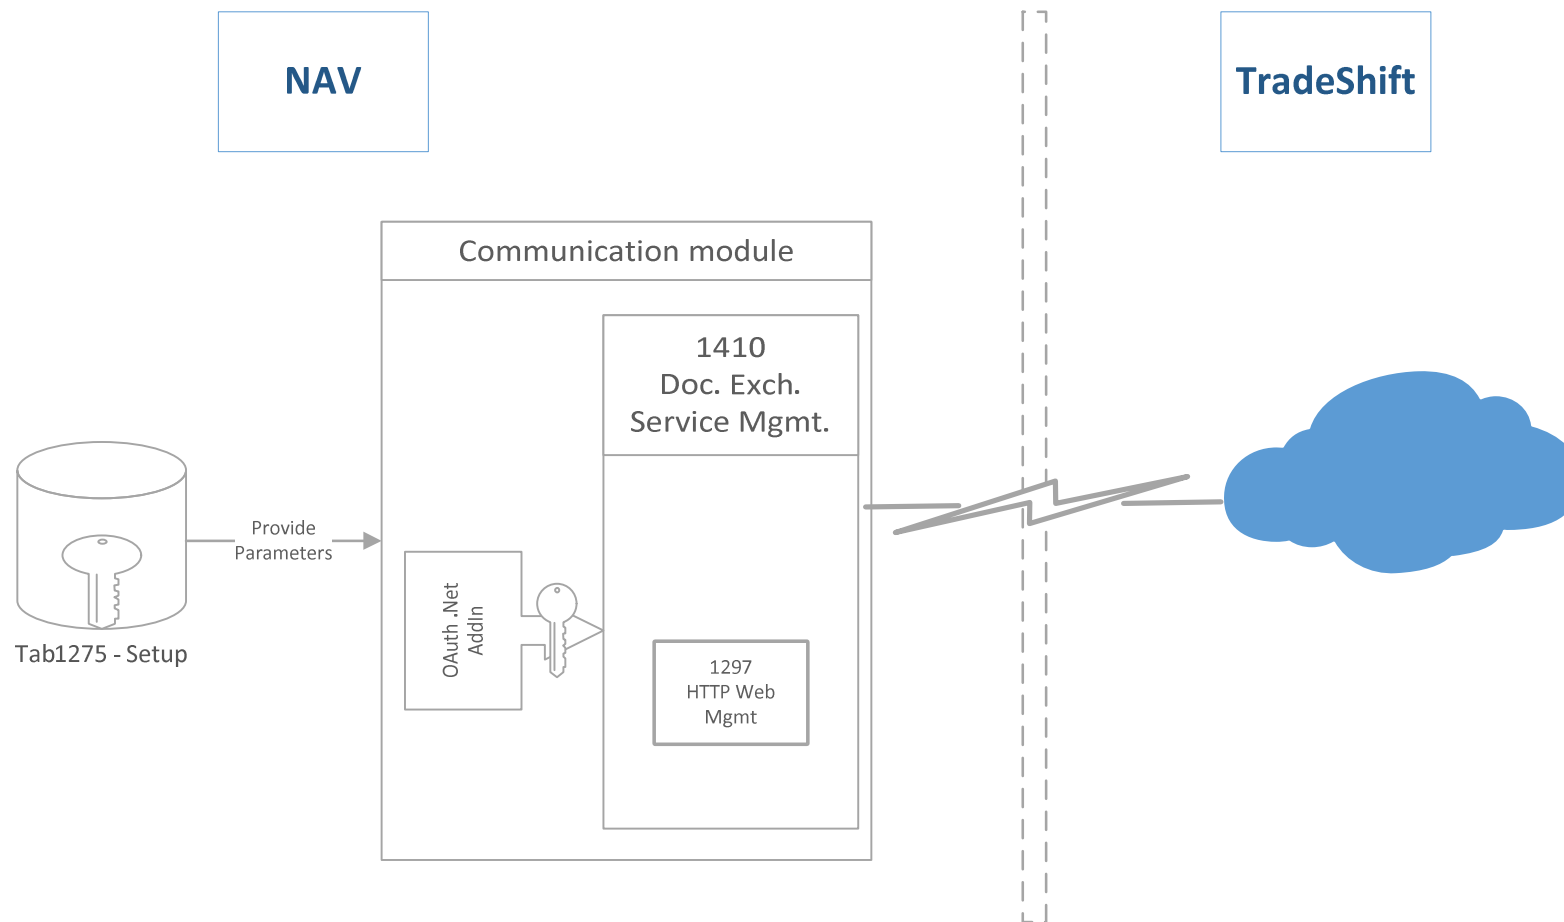 NAV
TradeShift
Communication module
1410
Doc. Exch.
Service Mgmt.
Provide
Parameters
OAuth .Net
AddIn
Tab1275 - Setup
1297
HTTP Web
Mgmt